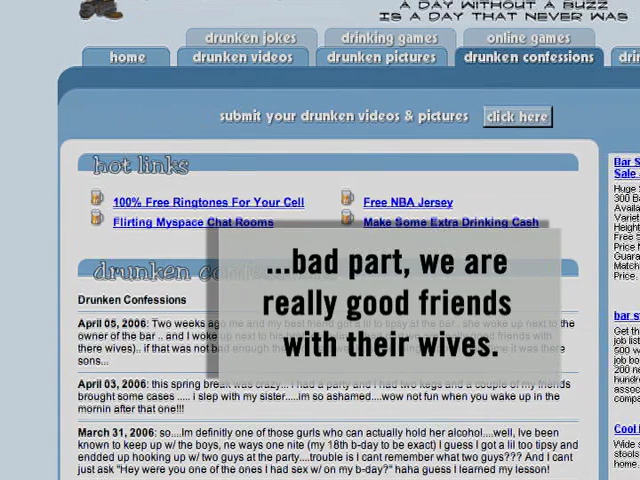 A DAY WITHOUT A BUZZ
IS A DAY THAT NEVER WAS
drunken jokes drinking games online games
home drunken videos drunken pictures drunken confessions
submit your drunken videos & pictures click here
hot links
100% Free Ringtones For Your Cell Free NBA Jersey
Flirting Myspace Chat Rooms Make Some Extra Drinking Cash
drunken
...bad part, we are
really good friends
with their wives.
Drunken Confessions
April 05, 2006: Two weeks ago me and my best friend got a lil to tipsy at the bar.. she woke up next to the
owner of the bar .. and I woke up next to his
there wives).. if that was not bad enough
sons...
April 03, 2006: this spring break was crazy... i had a party and i had two kegs and a couple of my friends
brought some cases ..... i slep with my sister.....im so ashamed....wow not fun when you wake up in the
mornin after that one!!!
March 31, 2006: so....Im definitly one of those gurls who can actually hold her alcohol....well, Ive been
known to keep up w/ the boys, ne ways one nite (my 18th b-day to be exact) I guess I got a lil too tipsy and
endded up hooking up w/ two guys at the party....trouble is I cant remember what two guys??? And I cant
just ask "Hey were you one of the ones I had sex w/ on my b-day?" haha guess I learned my lesson!
Bar S
Sale
Huge
300 B
Availa
Variet
Height
Free S
Price
Guara
Match
Price.
bar s
Get th
job lis
500 w
job bo
200 ne
hundre
assoc
compa
Cool
Wide s
stools
home.